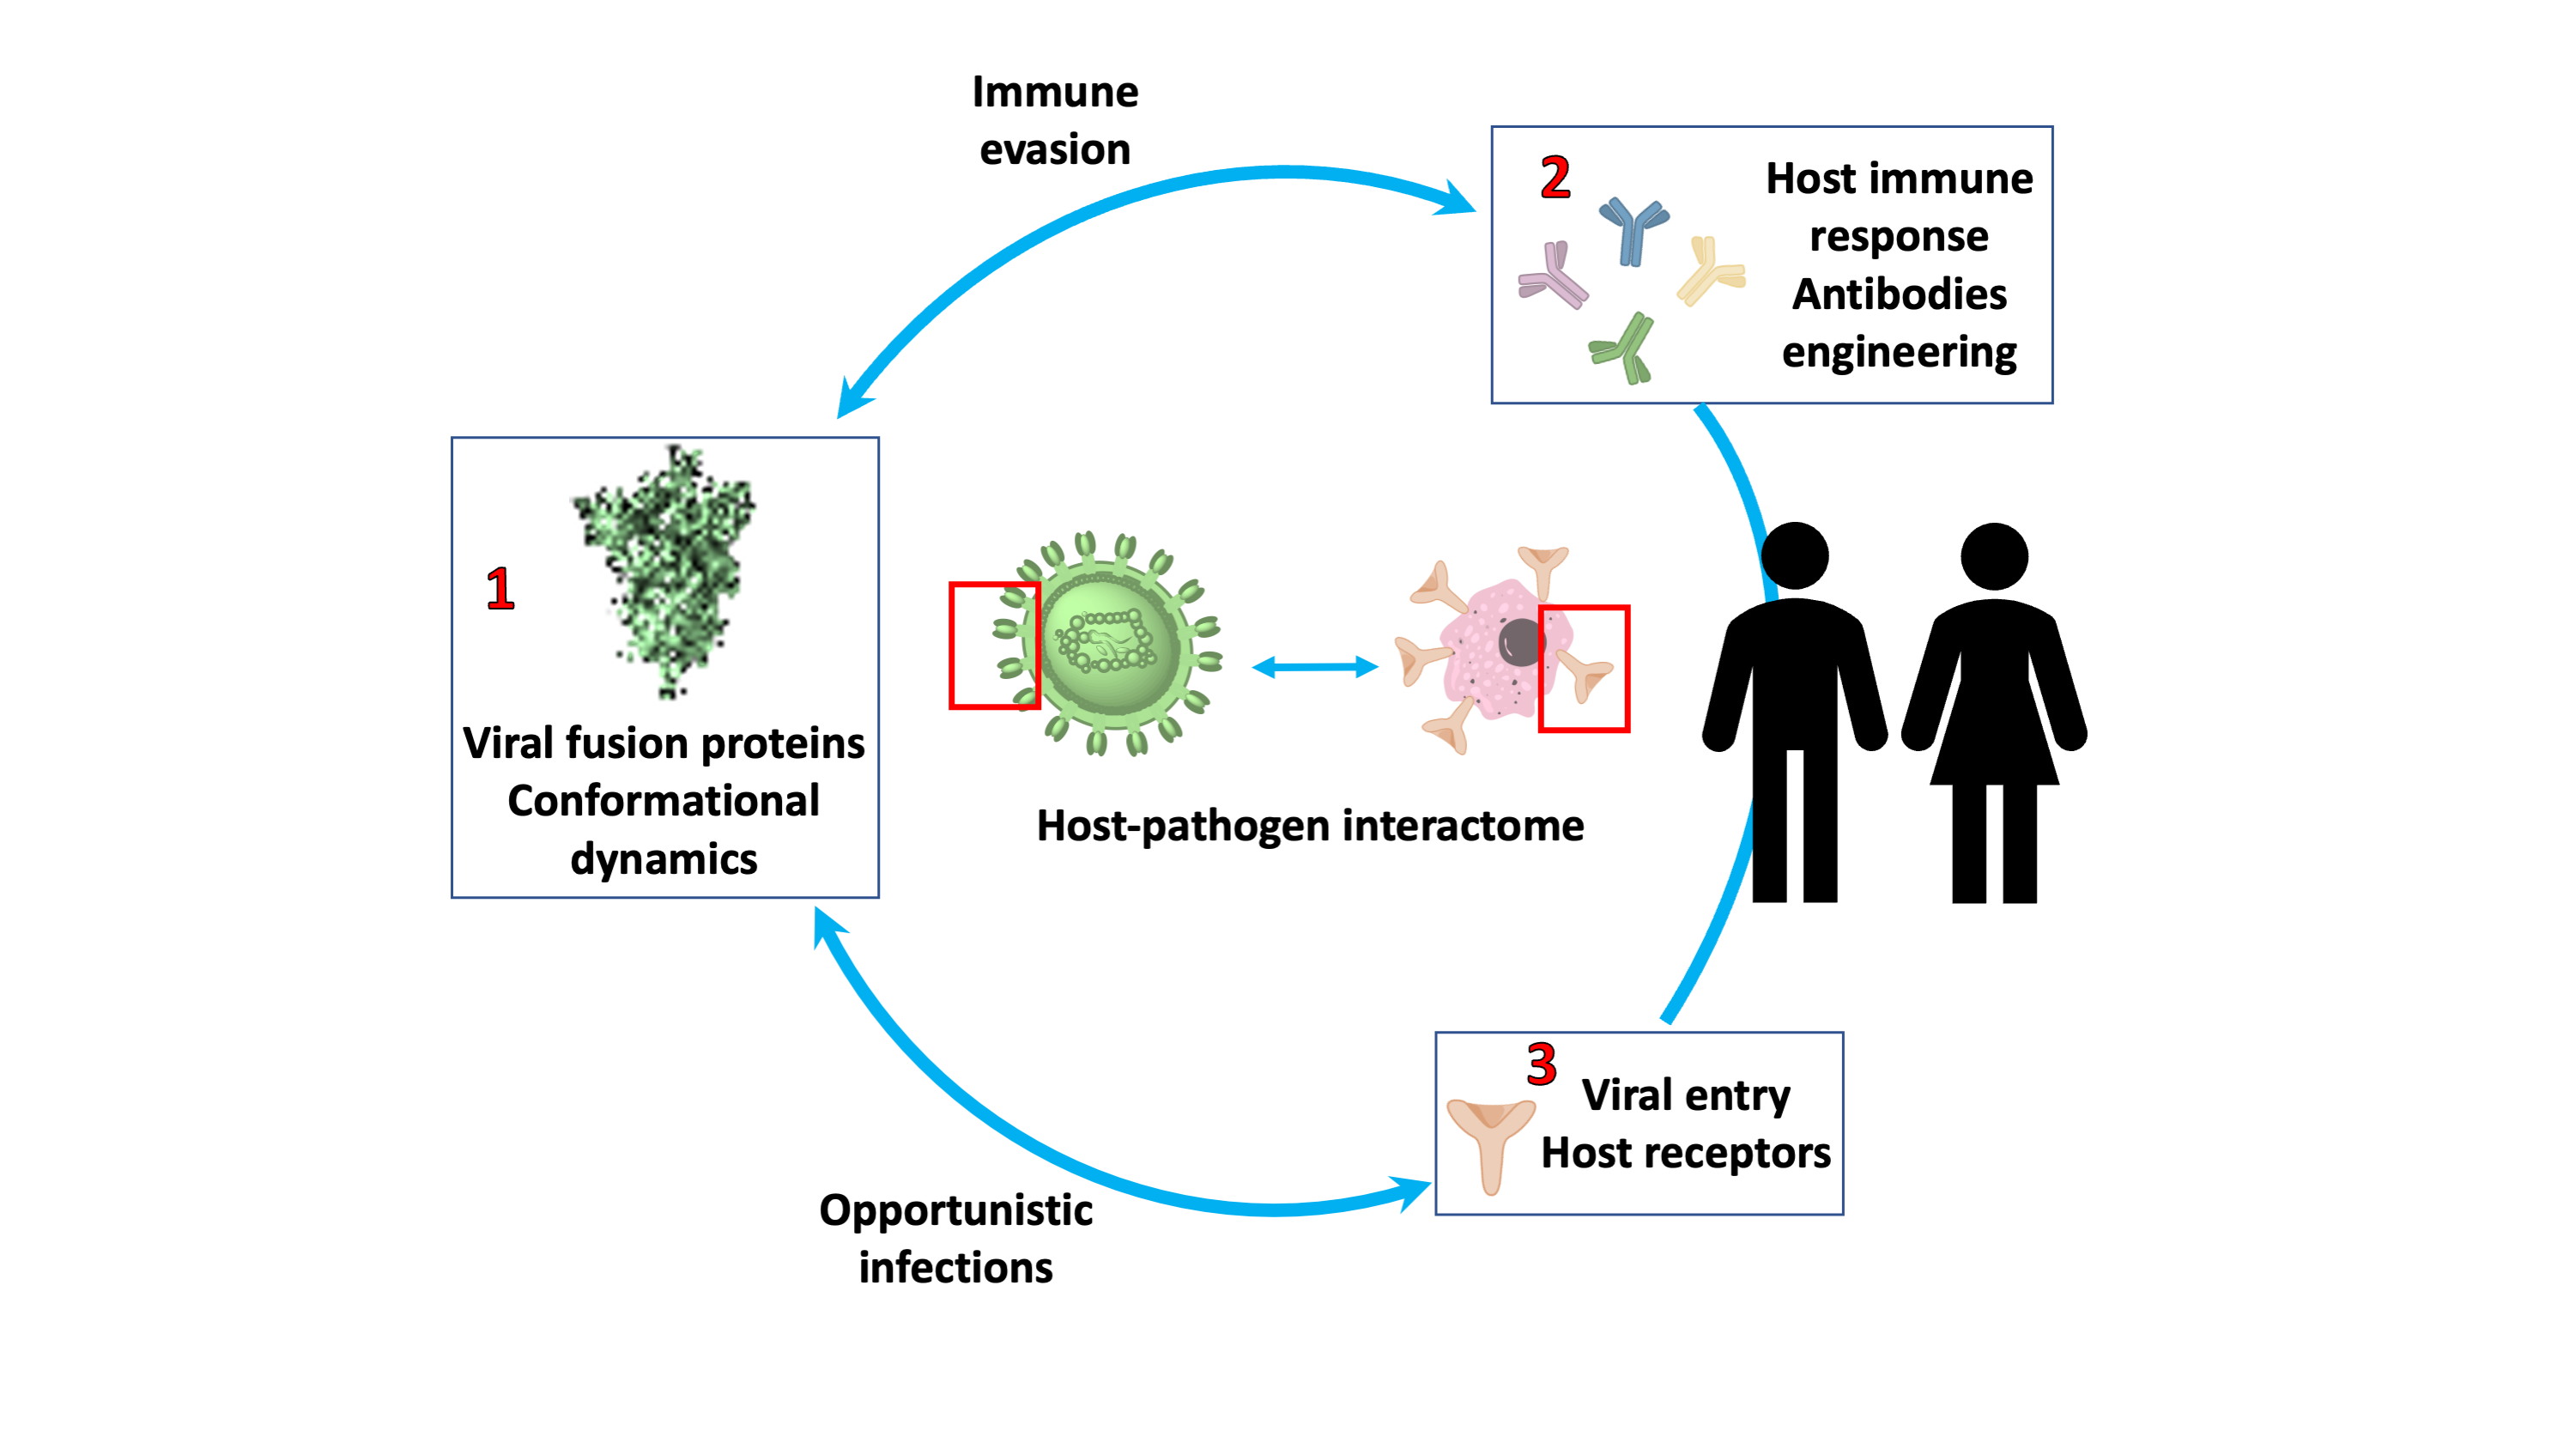 Immune
evasion
2
Host immune
response
Antibodies
engineering
1
Viral fusion proteins
Conformational
dynamics
Host-pathogen interactome
3
Viral entry
Host receptors
Opportunistic
infections